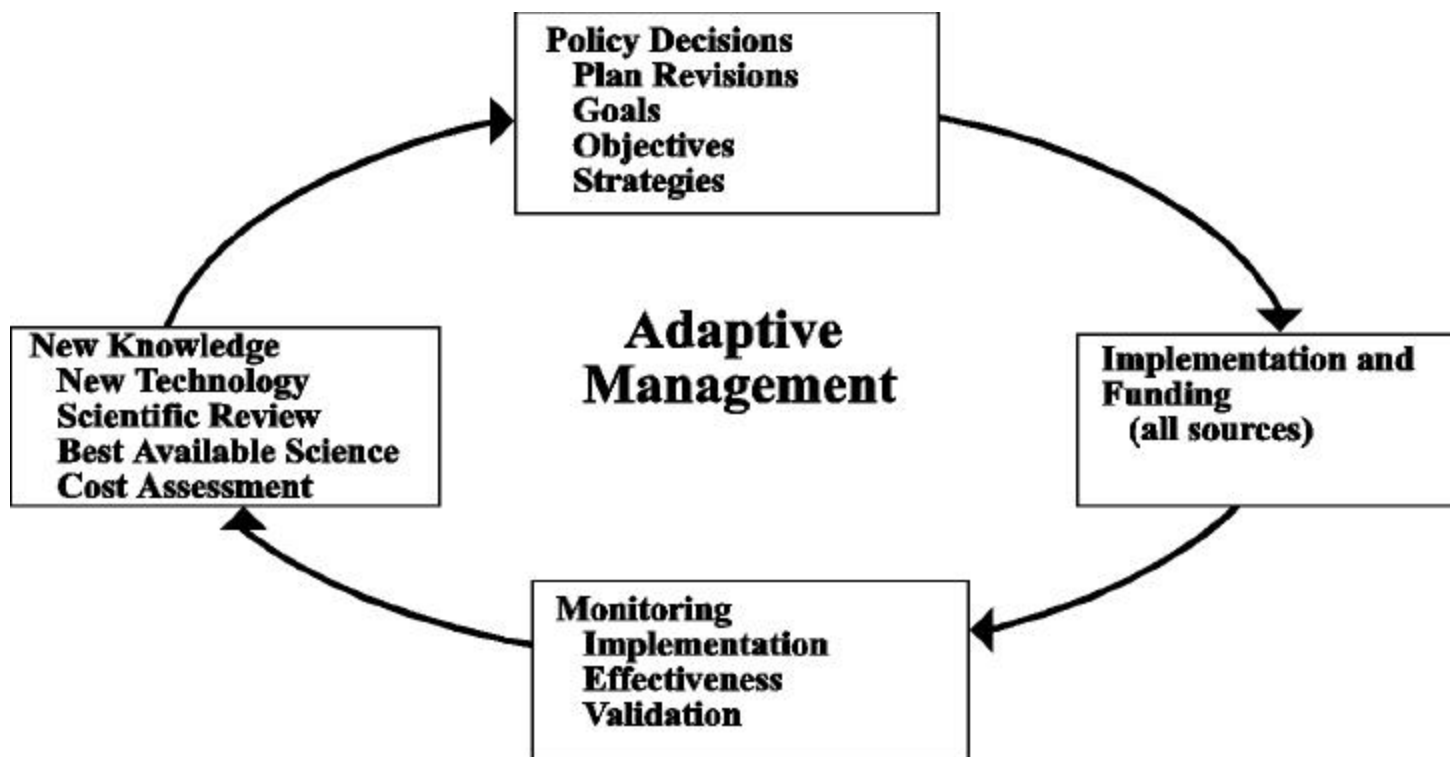 Policy Decisions
Plan Revisions
Goals
Objectives
Strategies
Adaptive
Management
New Knowledge
New Technology
Scientific Review
Best Available Science
Cost Assessment
Implementation and
Funding
(all sources)
Monitoring
Implementation
Effectiveness
Validation